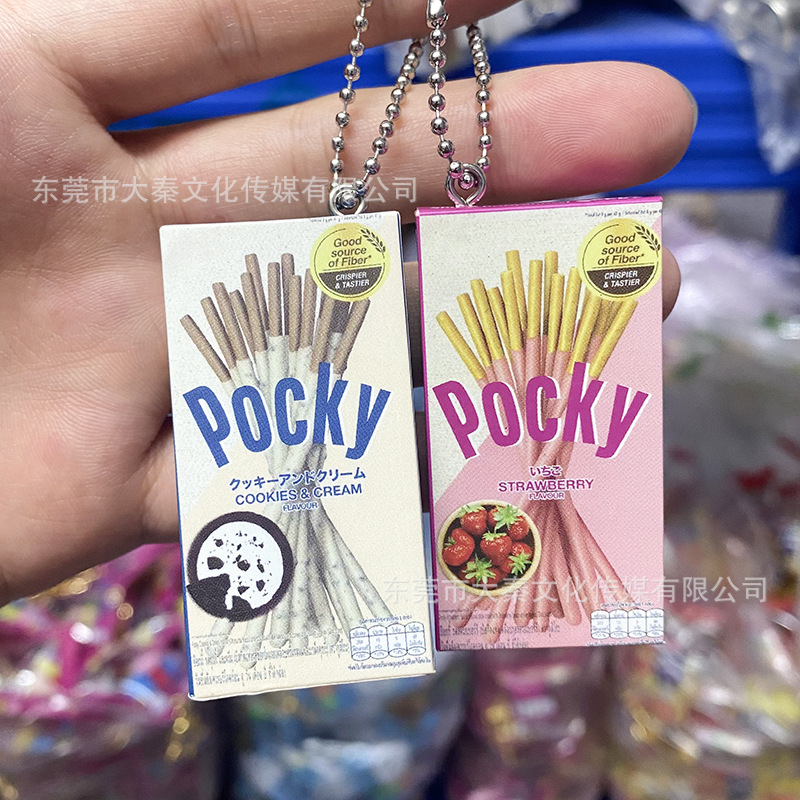 东莞市大秦文化传媒有限公司
Good
source
of Fiber*
CRISPIER
& TASTIER
Pocky
クッキーアンドクリーム
COOKIES & CREAM
FLAVOUR
Good
source
of Fiber*
CRISPIER
& TASTIER
Pocky
いちご
STRAWBERRY
FLAVOUR
东莞市大秦文化传媒有限公司